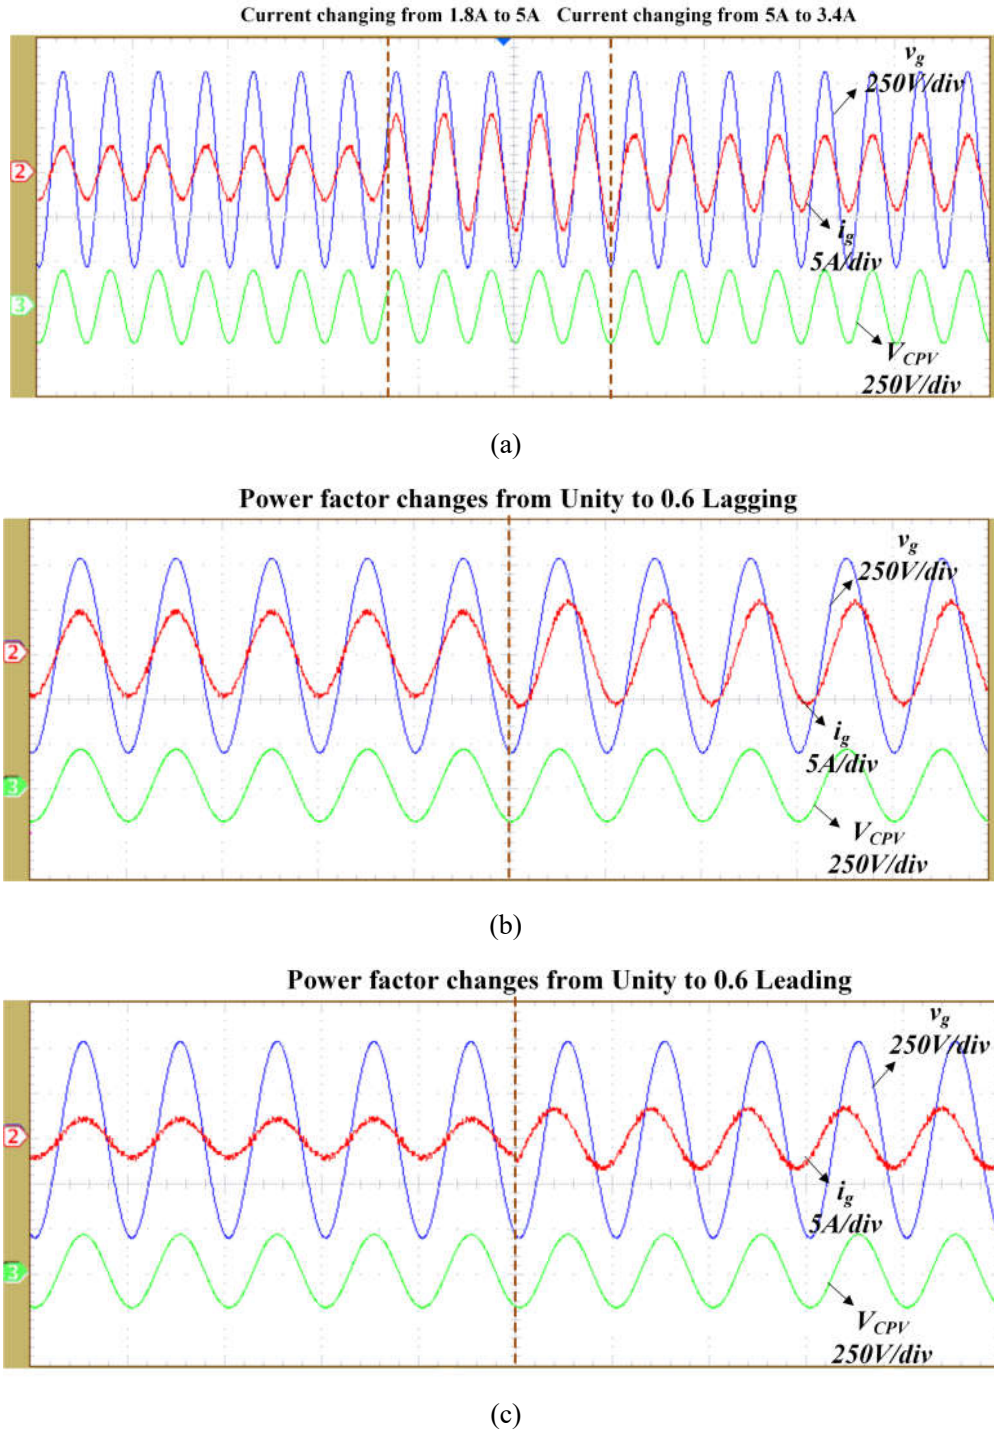 Current changing from 1.8A to 5A Current changing from 5A to 3.4A
vg
250V/div
2
ig
5A/div
3
VCPV
250V/div
(a)
Power factor changes from Unity to 0.6 Lagging
vg
250V/div
2
ig
5A/div
3
VCPV
250V/div
(b)
Power factor changes from Unity to 0.6 Leading
vg
250V/div
2
ig
5A/div
3
VCPV
250V/div
(c)